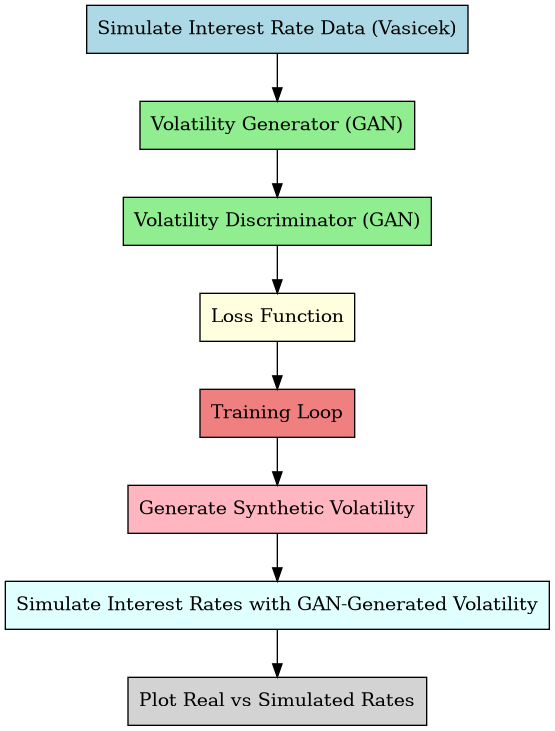 Simulate Interest Rate Data (Vasicek)
Volatility Generator (GAN)
Volatility Discriminator (GAN)
Loss Function
Training Loop
Generate Synthetic Volatility
Simulate Interest Rates with GAN-Generated Volatility
Plot Real vs Simulated Rates